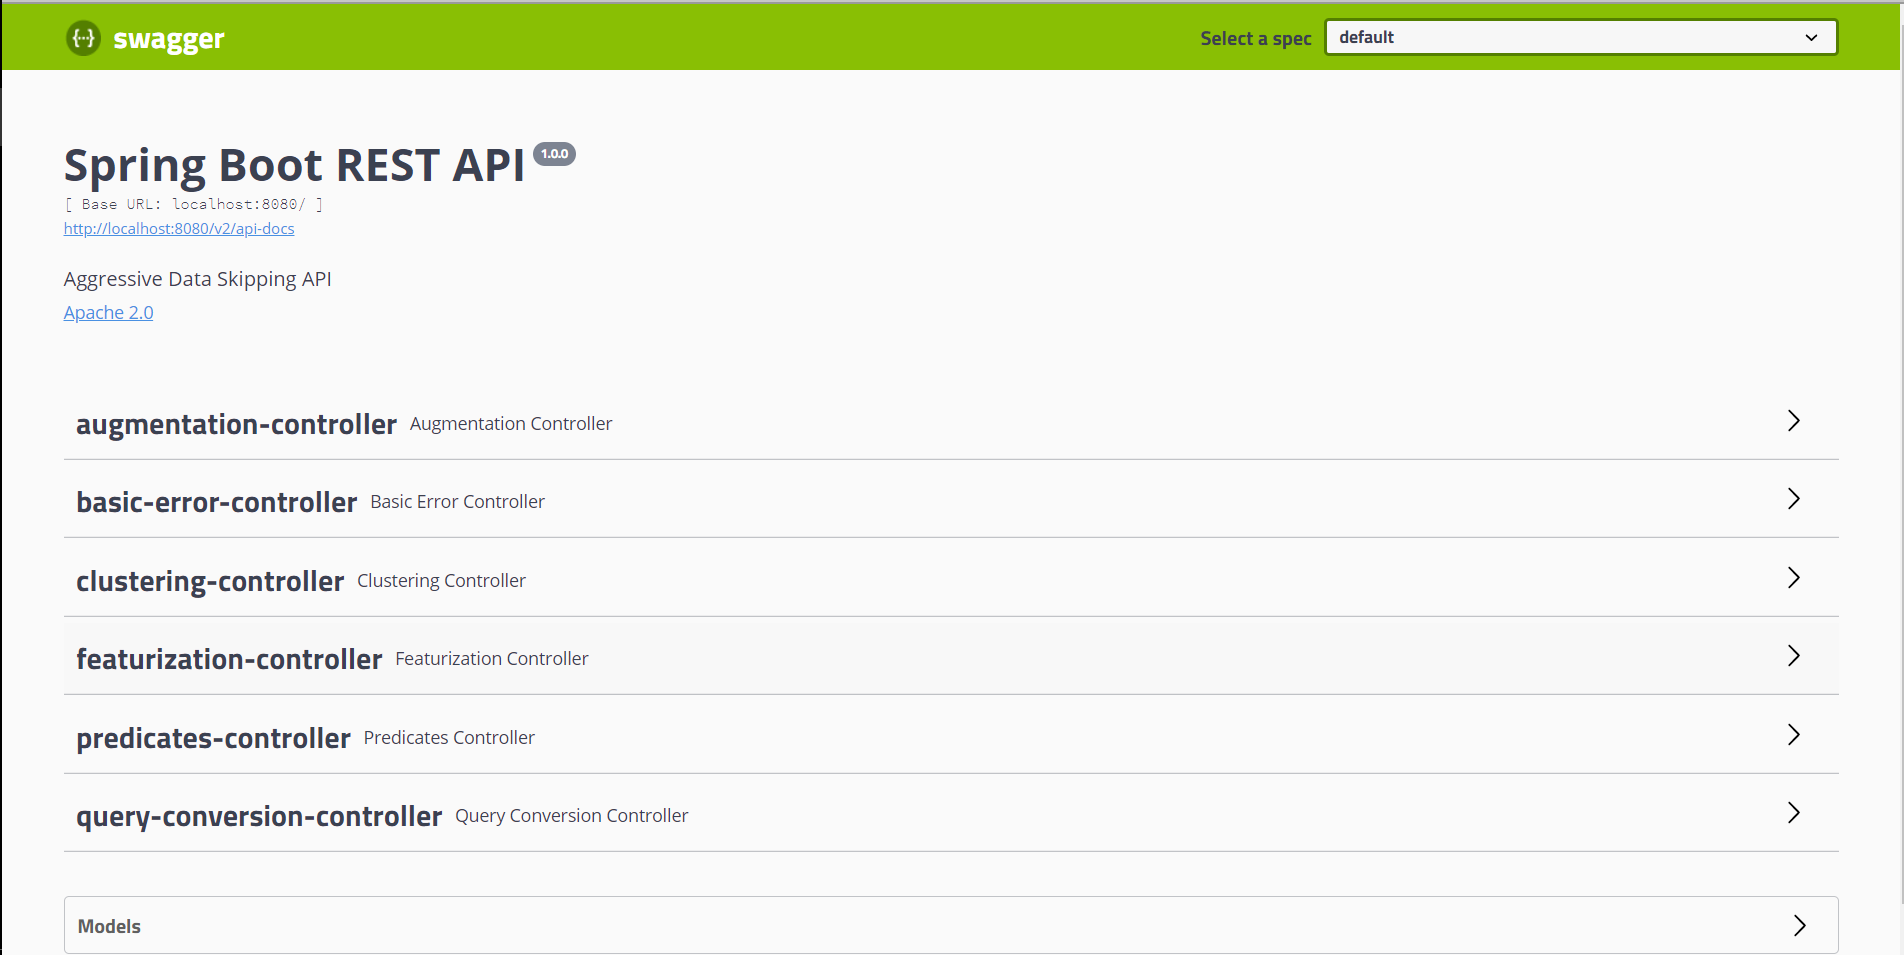 swagger
Select a spec default
Spring Boot REST API 1.0.0
[ Base URL: localhost:8080/ ]
http://localhost:8080/v2/api-docs
Aggressive Data Skipping API
Apache 2.0
augmentation-controller Augmentation Controller
basic-error-controller Basic Error Controller
clustering-controller Clustering Controller
featurization-controller Featurization Controller
predicates-controller Predicates Controller
query-conversion-controller Query Conversion Controller
Models